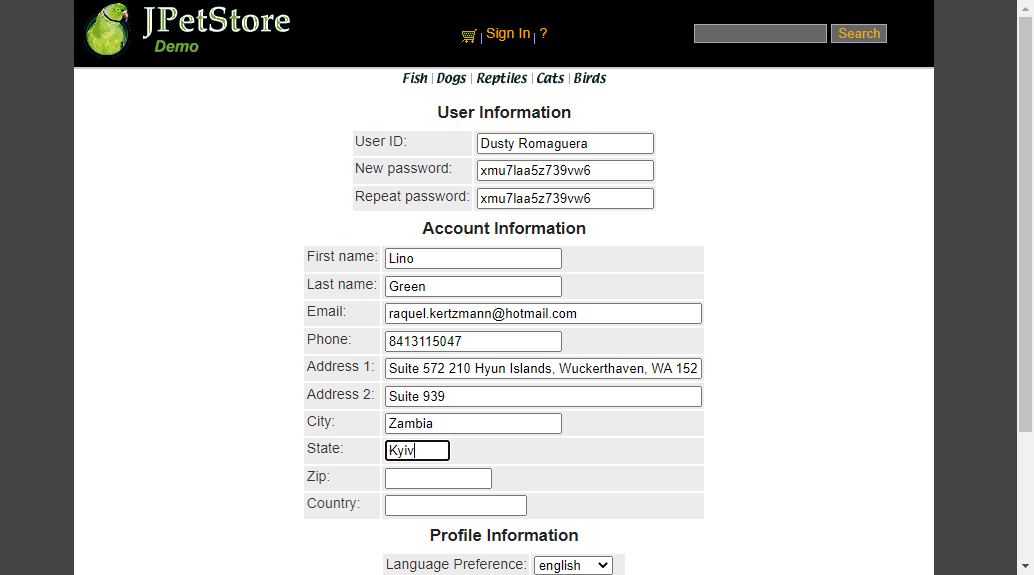 JPetStore
Demo
Sign In | ?
Search
Fish | Dogs | Reptiles | Cats | Birds
User Information
User ID: Dusty Romaguera
New password: xmu7laa5z739vw6
Repeat password: xmu7laa5z739vw6
Account Information
First name: Lino
Last name: Green
Email: raquel.kertzmann@hotmail.com
Phone: 8413115047
Address 1: Suite 572 210 Hyun Islands, Wuckerthaven, WA 152
Address 2: Suite 939
City: Zambia
State: Kyiv
Zip:
Country:
Profile Information
Language Preference: english